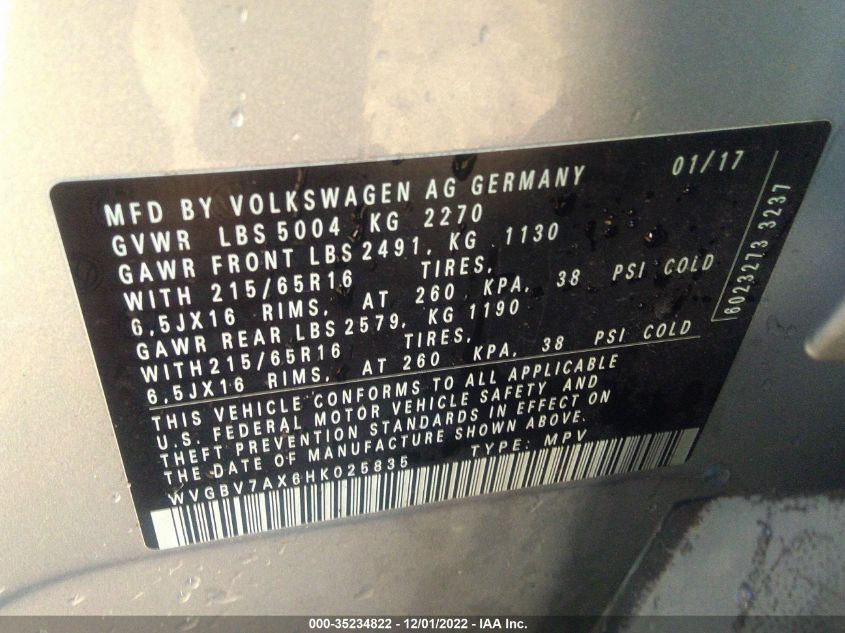 MFD BY VOLKSWAGEN AG GERMANY 01/17
GVWR LBS 5004, KG 2270
GAWR FRONT LBS 2491, KG 1130
WITH 215/65R16 TIRES,
6,5JX16 RIMS, AT 260 KPA, 38 PSI COLD
GAWR REAR LBS 2579, KG 1190
WITH 215/65R16 TIRES,
6,5JX16 RIMS, AT 260 KPA, 38 PSI COLD
THIS VEHICLE CONFORMS TO ALL APPLICABLE
U.S. FEDERAL MOTOR VEHICLE SAFETY AND
THEFT PREVENTION STANDARDS IN EFFECT ON
THE DATE OF MANUFACTURE SHOWN ABOVE.
WVGBV7AX6HK025835 TYPE: MPV
6023273 3237
000-35234822 - 12/01/2022 - IAA Inc.